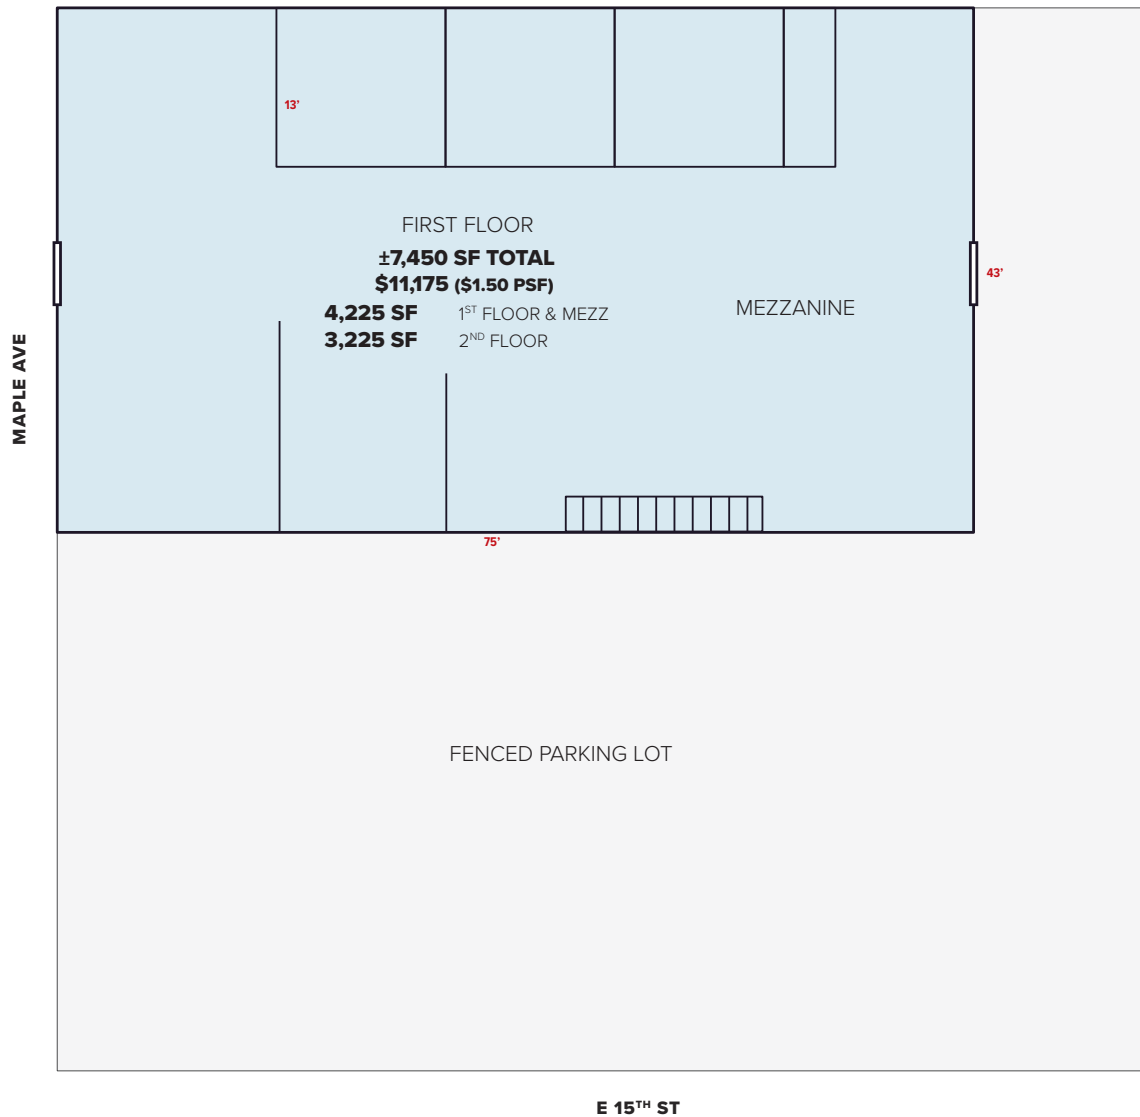 13’
FIRST FLOOR
±7,450 SF TOTAL
$11,175 ($1.50 PSF)
4,225 SF 1ST FLOOR & MEZZ
3,225 SF 2ND FLOOR
MEZZANINE
43’
MAPLE AVE
75’
FENCED PARKING LOT
E 15TH ST